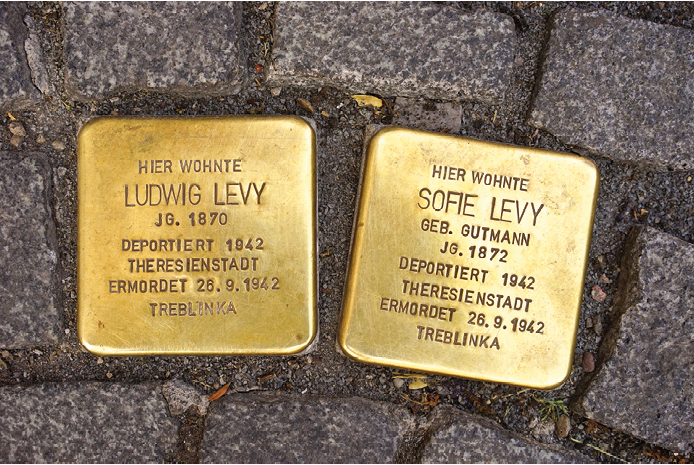 HIER WOHNTE
LUDWIG LEVY
JG. 1870
DEPORTIERT 1942
THERESIENSTADT
ERMORDET 26.9.1942
TREBLINKA
HIER WOHNTE
SOFIE LEVY
GEB. GUTMANN
JG. 1872
DEPORTIERT 1942
THERESIENSTADT
ERMORDET 26.9.1942
TREBLINKA